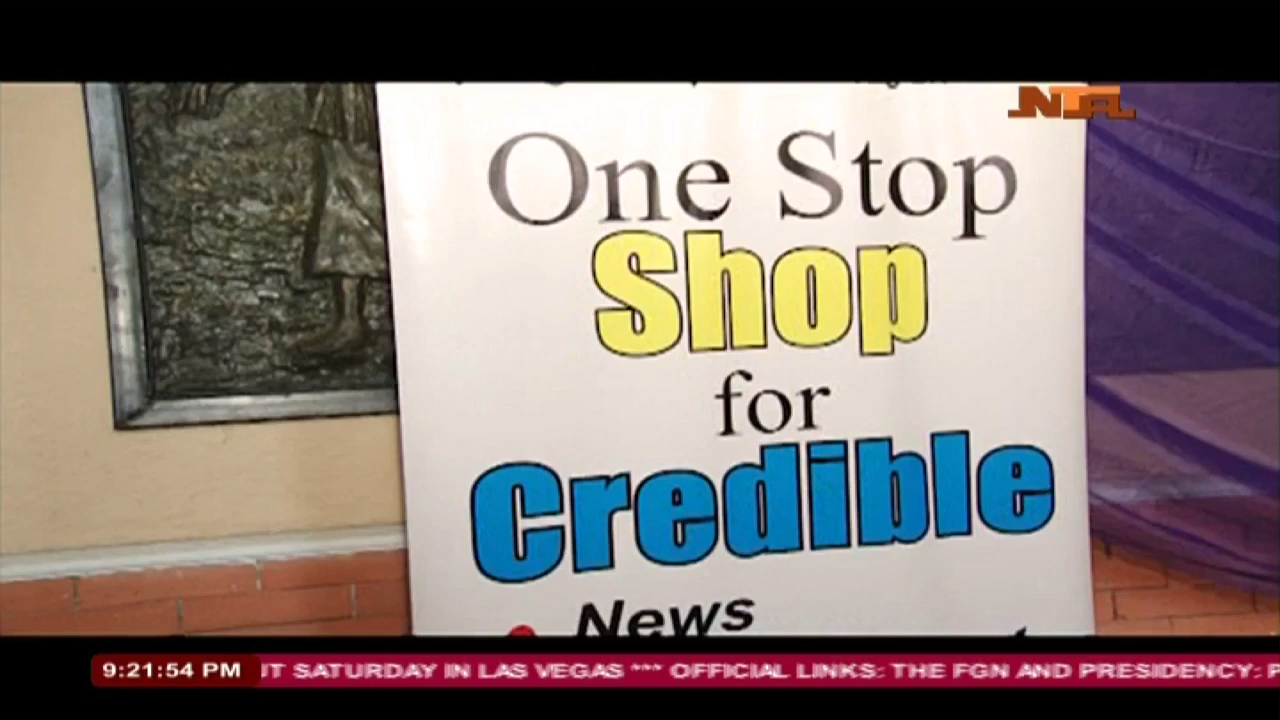 NTA
One Stop
Shop
for
Credible
News
9:21:54 PM
SATURDAY IN LAS VEGAS *** OFFICIAL LINKS: THE FGN AND PRESIDENCY: